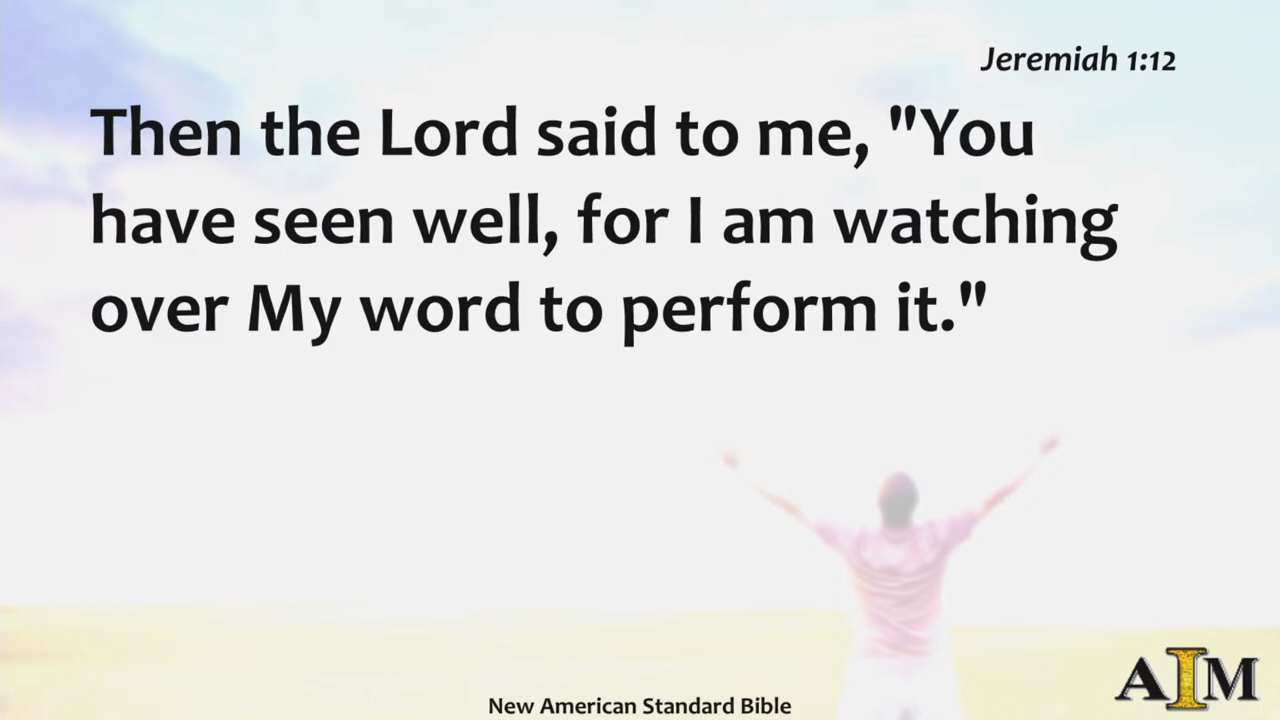 Jeremiah 1:12
Then the Lord said to me, "You
have seen well, for I am watching
over My word to perform it."
New American Standard Bible
AIM